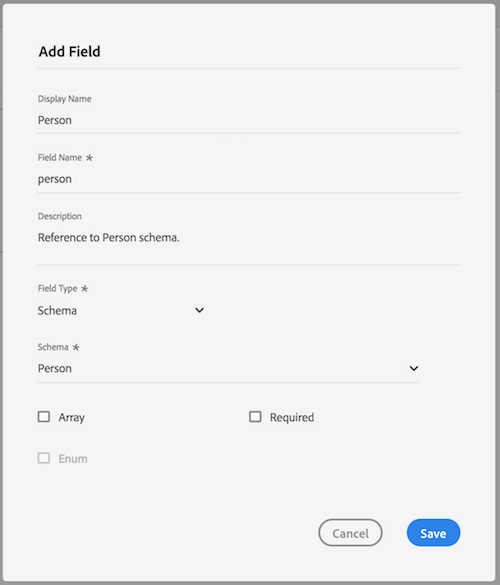 Add Field
Display Name
Person
Field Name *
person
Description
Reference to Person schema.
Field Type *
Schema
Schema *
Person
Array
Required
Enum
Cancel
Save